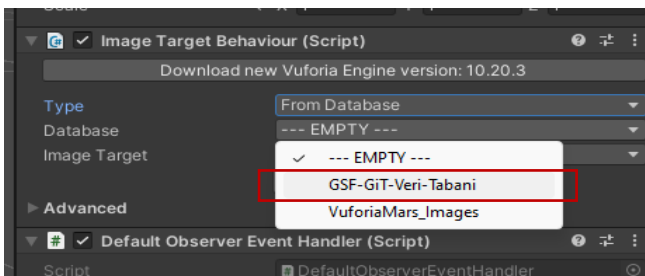 Image Target Behaviour (Script)
Download new Vuforia Engine version: 10.20.3
Type From Database
Database --- EMPTY ---
Image Target --- EMPTY ---
GSF-GiT-Veri-Tabani
VuforiaMars_Images
Advanced
Default Observer Event Handler (Script)
Script DefaultObserverEventHandler